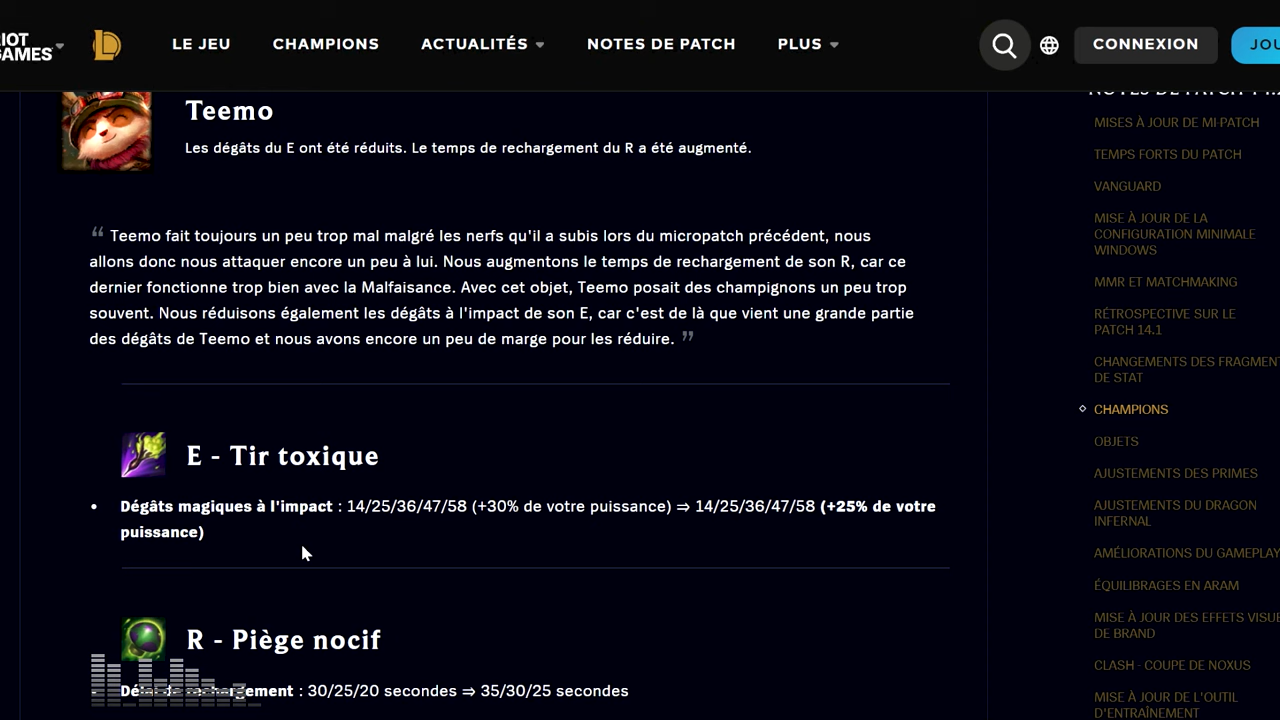 RIOT
GAMES
LE JEU
CHAMPIONS
ACTUALITÉS
NOTES DE PATCH
PLUS
CONNEXION
JOU
Teemo
Les dégâts du E ont été réduits. Le temps de rechargement du R a été augmenté.
“ Teemo fait toujours un peu trop mal malgré les nerfs qu'il a subis lors du micropatch précédent, nous
allons donc nous attaquer encore un peu à lui. Nous augmentons le temps de rechargement de son R, car ce
dernier fonctionne trop bien avec la Malfaisance. Avec cet objet, Teemo posait des champignons un peu trop
souvent. Nous réduisons également les dégâts à l'impact de son E, car c'est de là que vient une grande partie
des dégâts de Teemo et nous avons encore un peu de marge pour les réduire. ”
E - Tir toxique
• Dégâts magiques à l'impact : 14/25/36/47/58 (+30% de votre puissance) ⇒ 14/25/36/47/58 (+25% de votre
puissance)
R - Piège nocif
Délai de rechargement : 30/25/20 secondes ⇒ 35/30/25 secondes
MISES À JOUR DE MI-PATCH
TEMPS FORTS DU PATCH
VANGUARD
MISE À JOUR DE LA
CONFIGURATION MINIMALE
WINDOWS
MMR ET MATCHMAKING
RÉTROSPECTIVE SUR LE
PATCH 14.1
CHANGEMENTS DES FRAGMENT
DE STAT
CHAMPIONS
OBJETS
AJUSTEMENTS DES PRIMES
AJUSTEMENTS DU DRAGON
INFERNAL
AMÉLIORATIONS DU GAMEPLAY
ÉQUILIBRAGES EN ARAM
MISE À JOUR DES EFFETS VISUE
DE BRAND
CLASH - COUPE DE NOXUS
MISE À JOUR DE L'OUTIL
D'ENTRAÎNEMENT